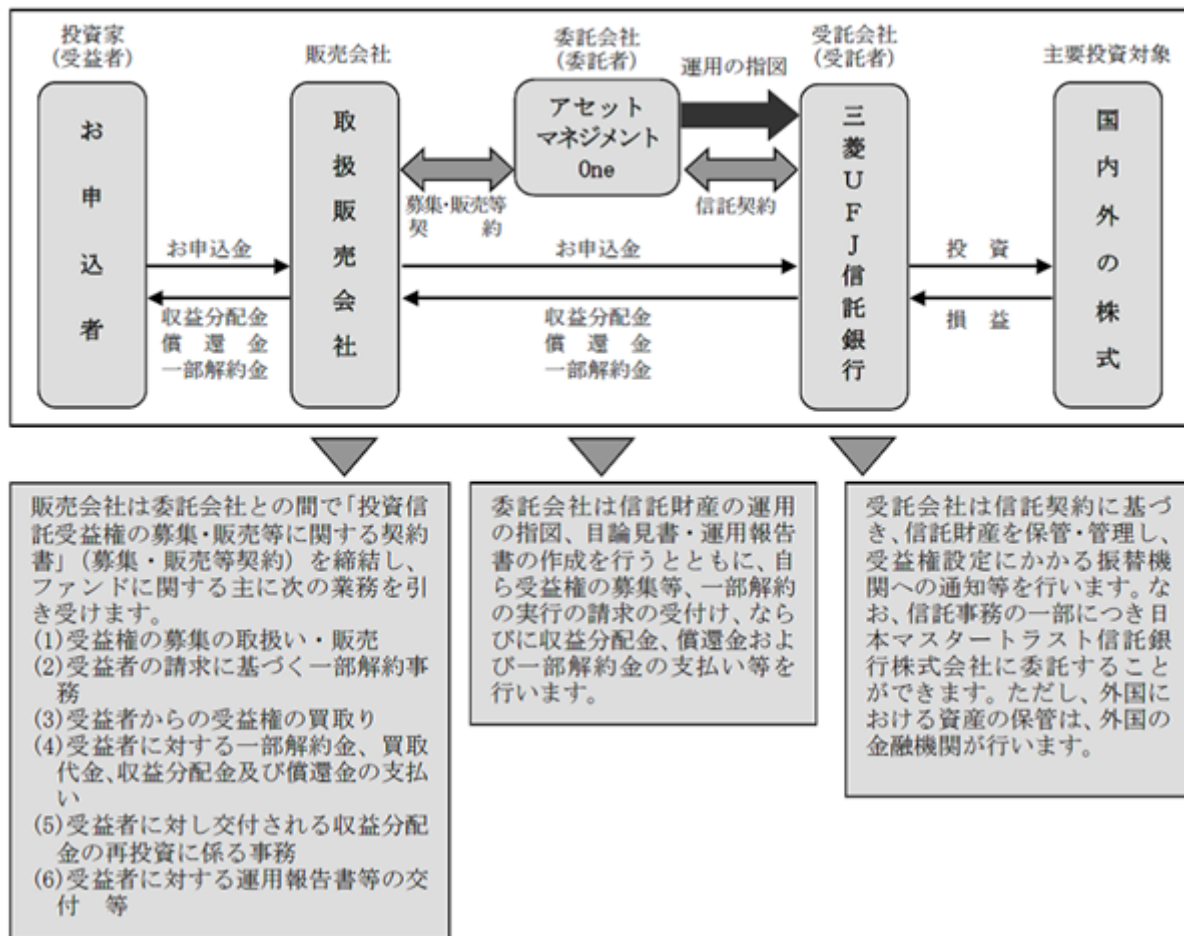 投資家
(受益者)
販売会社
委託会社
(委託者)
受託会社
(受託者)
主要投資対象
運用の指図
お申込者
取扱販売会社
アセット
マネジメント
One
三菱UFJ信託銀行
国内外の株式
募集・販売等
契　約
信託契約
お申込金
お申込金
投　資
収益分配金
償　還　金
一部解約金
収益分配金
償　還　金
一部解約金
損　益
販売会社は委託会社との間で「投資信
託受益権の募集・販売等に関する契約
書」（募集・販売等契約）を締結し、
ファンドに関する主に次の業務を引
き受けます。
(1)受益権の募集の取扱い・販売
(2)受益者の請求に基づく一部解約事
務
(3)受益者からの受益権の買取り
(4)受益者に対する一部解約金、買取
代金、収益分配金及び償還金の支払
い
(5)受益者に対し交付される収益分配
金の再投資に係る事務
(6)受益者に対する運用報告書等の交
付　等
委託会社は信託財産の運用
の指図、目論見書・運用報告
書の作成を行うとともに、自
ら受益権の募集等、一部解約
の実行の請求の受付け、なら
びに収益分配金、償還金およ
び一部解約金の支払い等を
行います。
受託会社は信託契約に基づ
き、信託財産を保管・管理し、
受益権設定にかかる振替機
関への通知等を行います。な
お、信託事務の一部につき日
本マスタートラスト信託銀
行株式会社に委託すること
ができます。ただし、外国に
おける資産の保管は、外国の
金融機関が行います。